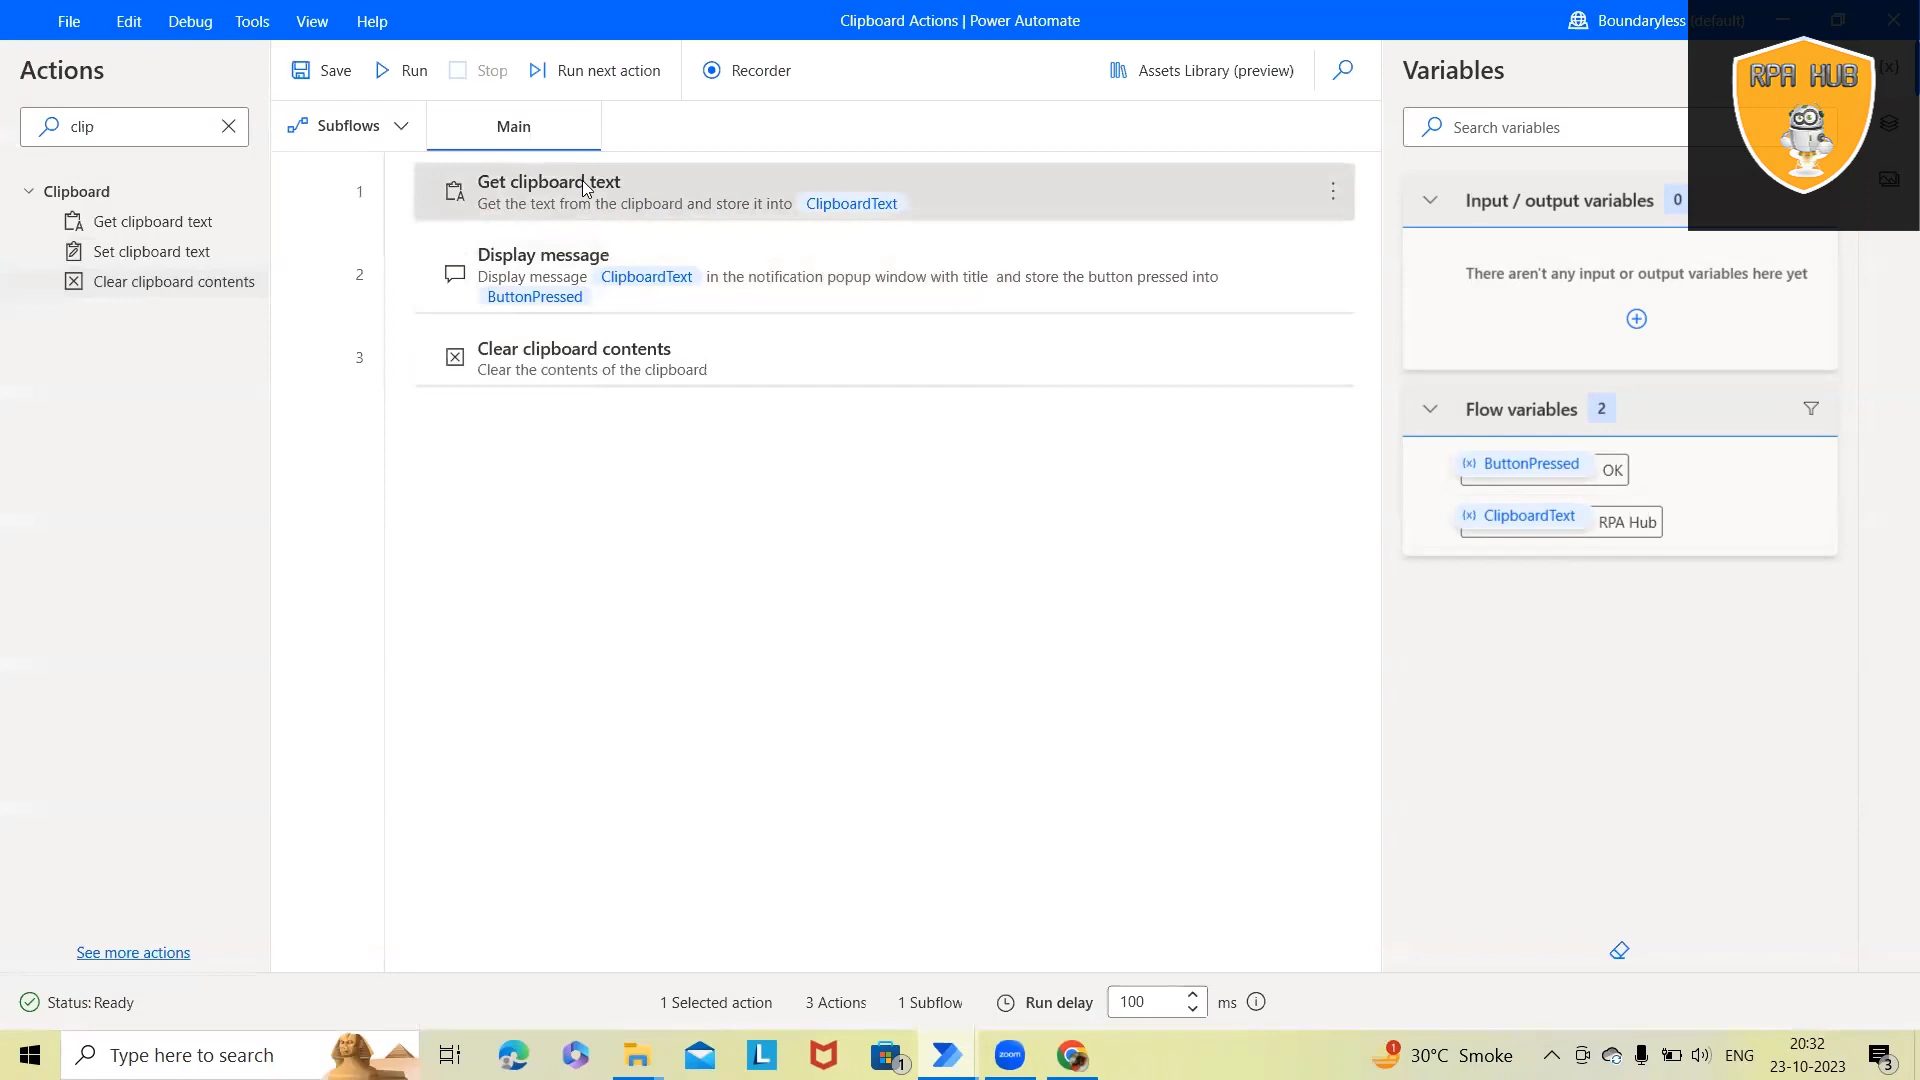 File Edit Debug Tools View Help
Clipboard Actions | Power Automate
Boundaryless (default)
RPA HUB
Actions
clip
Clipboard
Get clipboard text
Set clipboard text
Clear clipboard contents
See more actions
Save Run Stop Run next action Recorder
Assets Library (preview)
Subflows Main
1
Get clipboard text
Get the text from the clipboard and store it into ClipboardText
2
Display message
Display message ClipboardText in the notification popup window with title and store the button pressed into
ButtonPressed
3
Clear clipboard contents
Clear the contents of the clipboard
Variables
{x}
Search variables
Input / output variables 0
There aren't any input or output variables here yet
Flow variables 2
(x) ButtonPressed OK
(x) ClipboardText RPA Hub
Status: Ready
1 Selected action 3 Actions 1 Subflow Run delay 100 ms
Type here to search
L
1
zoom
1
30°C Smoke
ENG
20:32
23-10-2023
3